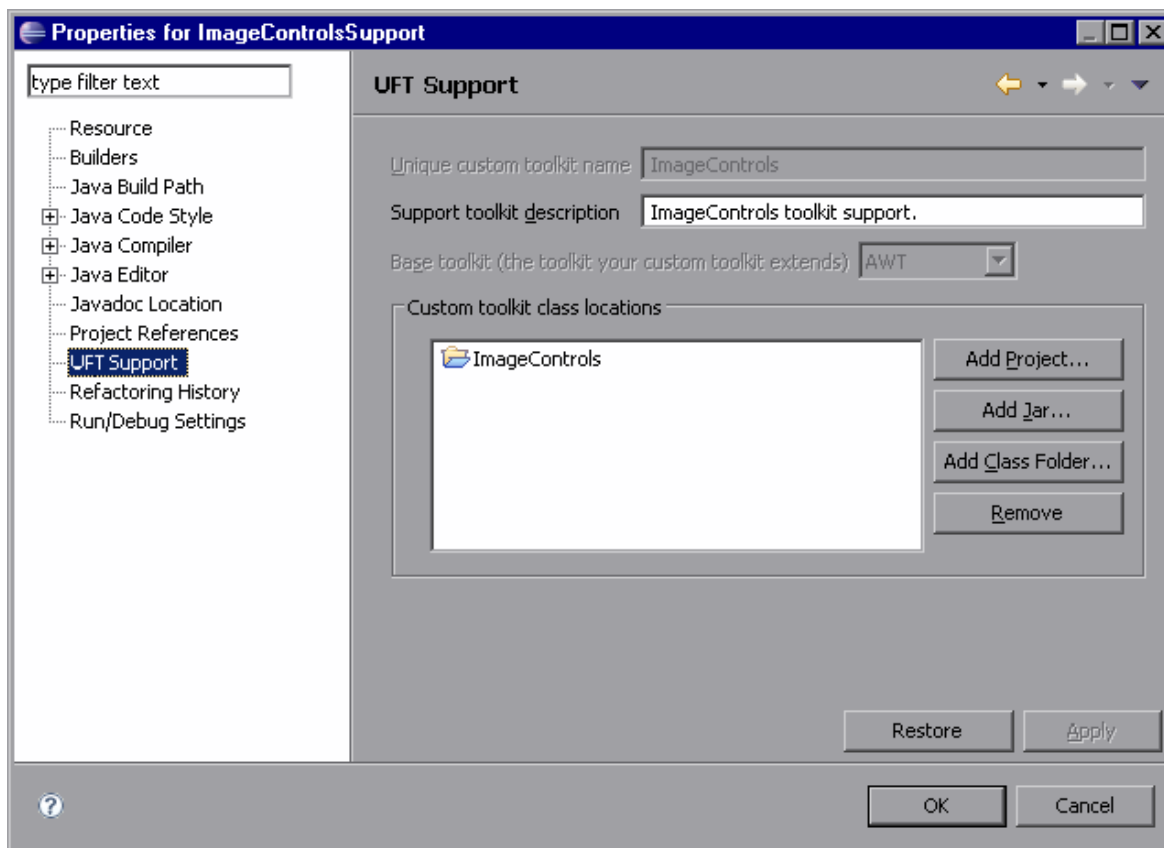 Properties for ImageControlsSupport
type filter text
Resource
Builders
Java Build Path
Java Code Style
Java Compiler
Java Editor
Javadoc Location
Project References
UFT Support
Refactoring History
Run/Debug Settings
UFT Support
Unique custom toolkit name ImageControls
Support toolkit description ImageControls toolkit support.
Base toolkit (the toolkit your custom toolkit extends) AWT
Custom toolkit class locations
ImageControls
Add Project...
Add Jar...
Add Class Folder...
Remove
Restore Apply
? OK Cancel